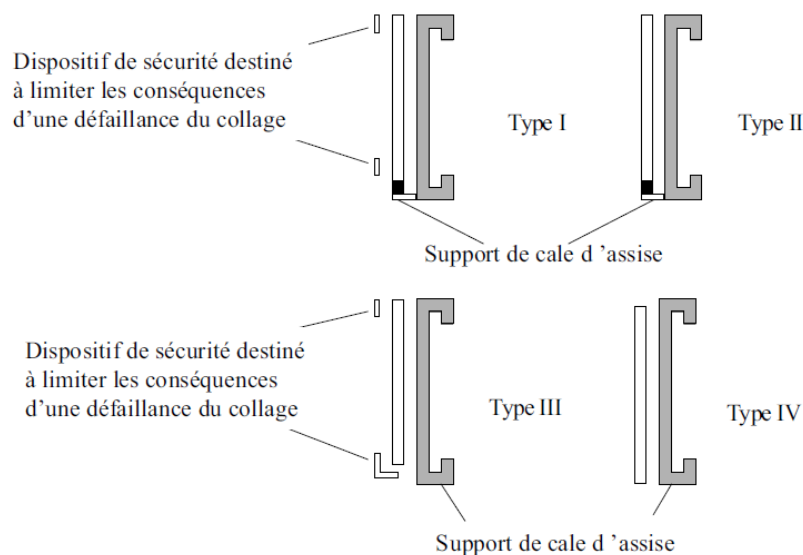 Dispositif de sécurité destiné
à limiter les conséquences
d'une défaillance du collage
Type I
Type II
Support de cale d 'assise
Dispositif de sécurité destiné
à limiter les conséquences
d'une défaillance du collage
Type III
Type IV
Support de cale d 'assise